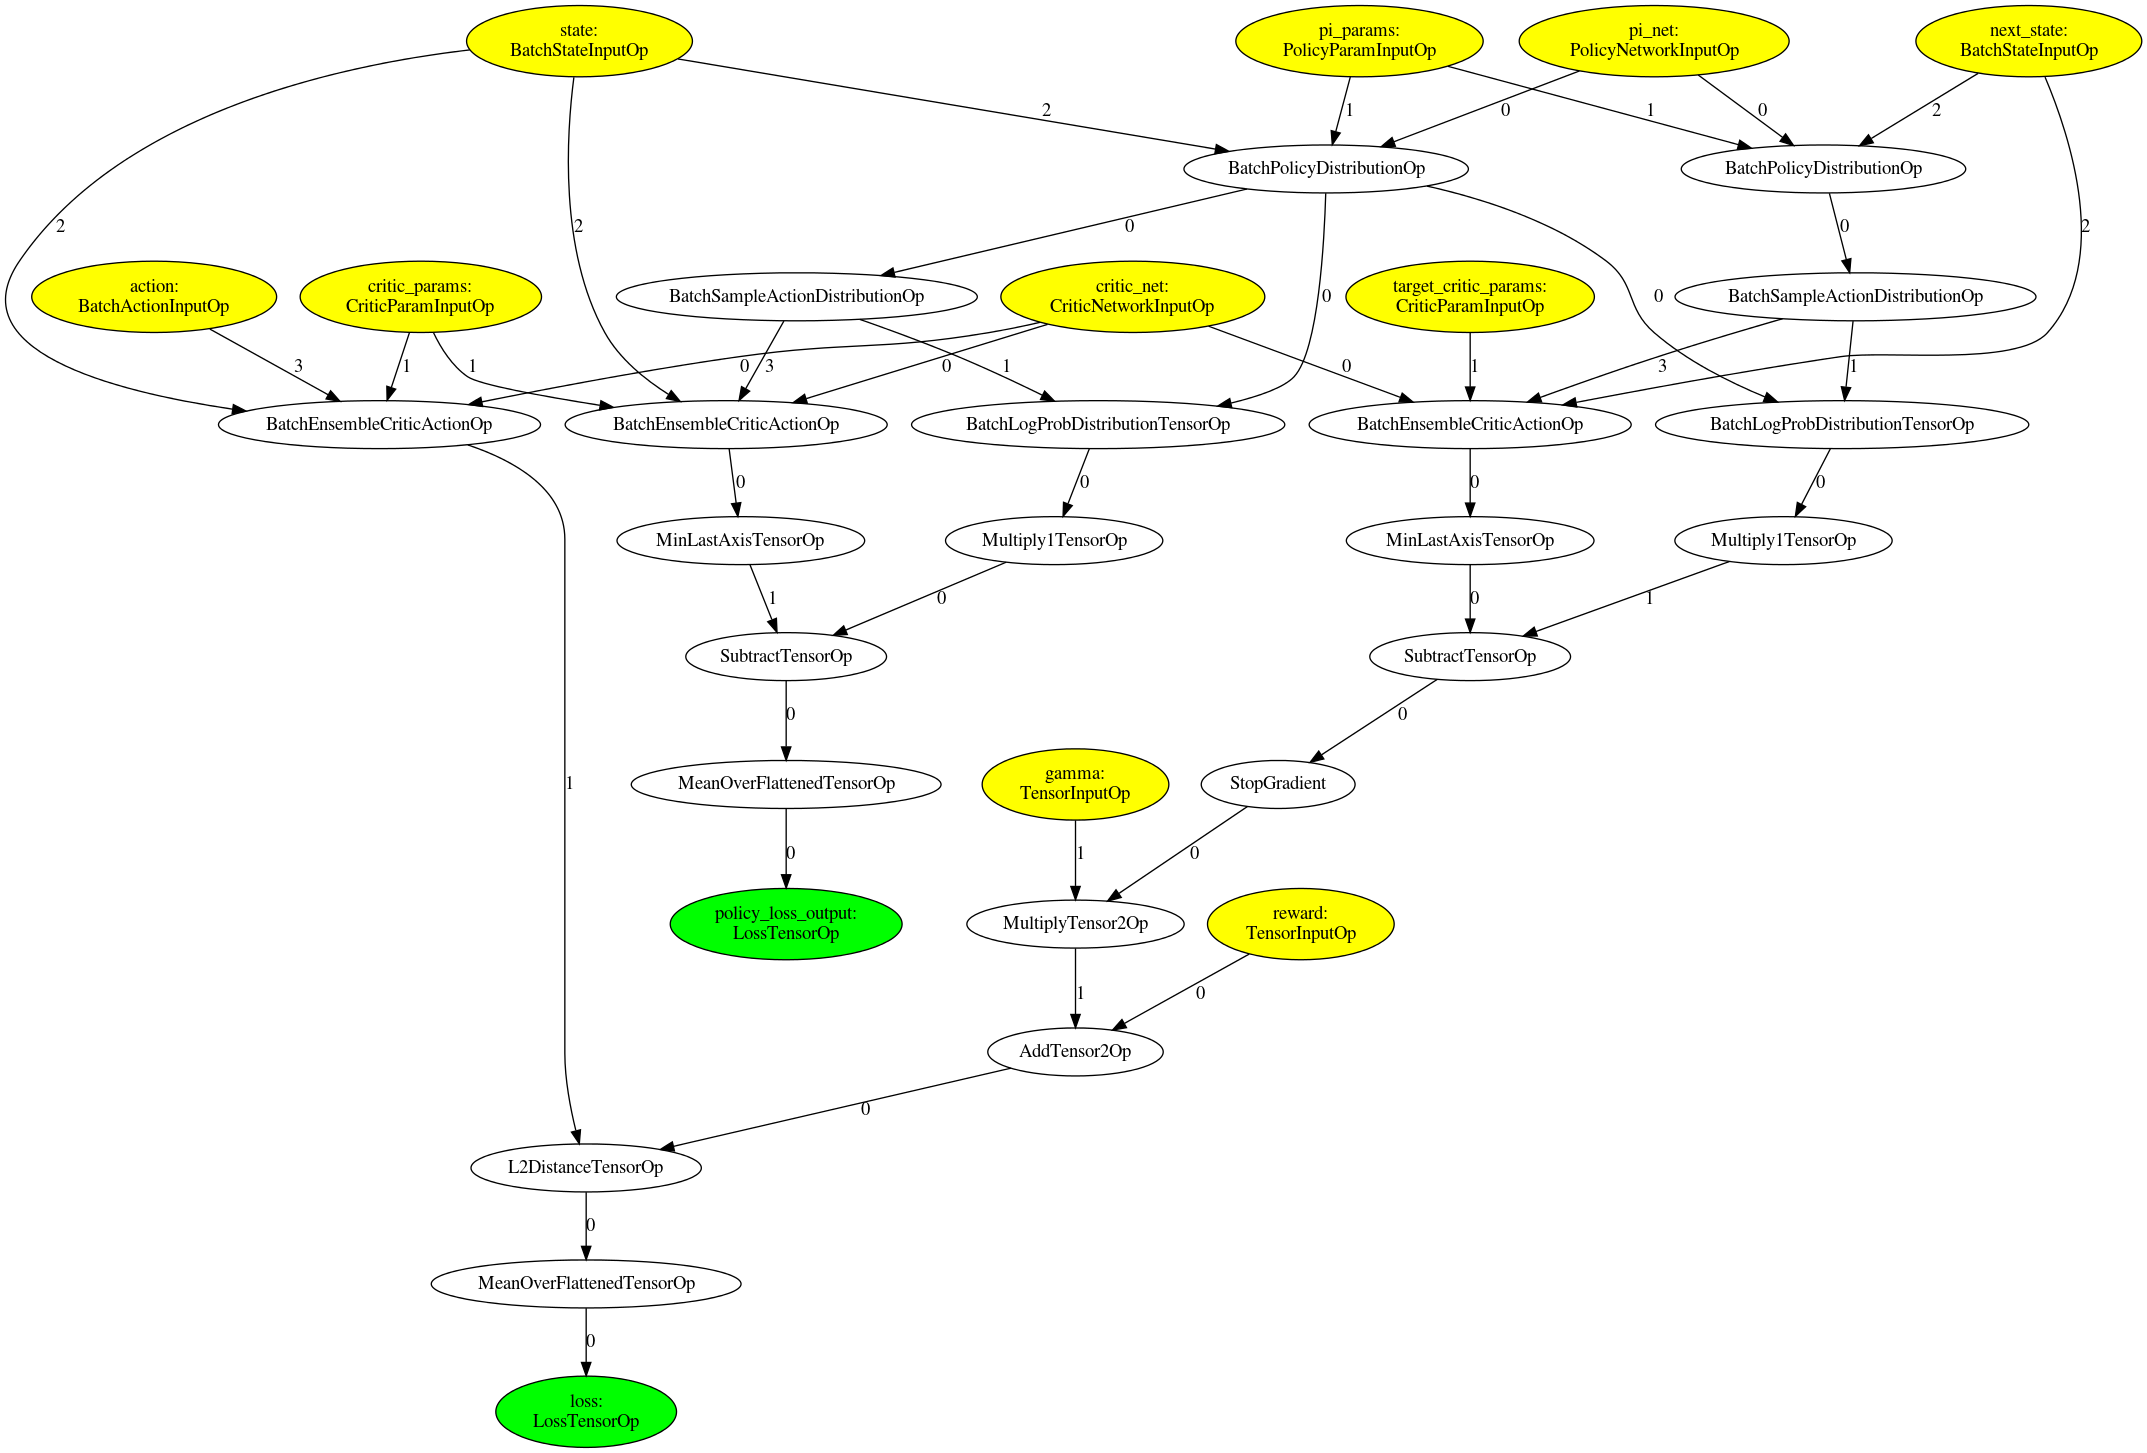 state:
BatchStateInputOp
pi_params:
PolicyParamInputOp
pi_net:
PolicyNetworkInputOp
next_state:
BatchStateInputOp
2
1
0
1
0
2
BatchPolicyDistributionOp
BatchPolicyDistributionOp
2
2
0
0
2
action:
BatchActionInputOp
critic_params:
CriticParamInputOp
BatchSampleActionDistributionOp
critic_net:
CriticNetworkInputOp
0
target_critic_params:
CriticParamInputOp
0
BatchSampleActionDistributionOp
3
1
1
0
3
0
1
0
1
3
1
BatchEnsembleCriticActionOp
BatchEnsembleCriticActionOp
BatchLogProbDistributionTensorOp
BatchEnsembleCriticActionOp
BatchLogProbDistributionTensorOp
0
0
0
0
MinLastAxisTensorOp
Multiply1TensorOp
MinLastAxisTensorOp
Multiply1TensorOp
1
0
0
1
SubtractTensorOp
SubtractTensorOp
0
0
1
MeanOverFlattenedTensorOp
gamma:
TensorInputOp
StopGradient
0
1
0
policy_loss_output:
LossTensorOp
MultiplyTensor2Op
reward:
TensorInputOp
1
0
AddTensor2Op
0
L2DistanceTensorOp
0
MeanOverFlattenedTensorOp
0
loss:
LossTensorOp